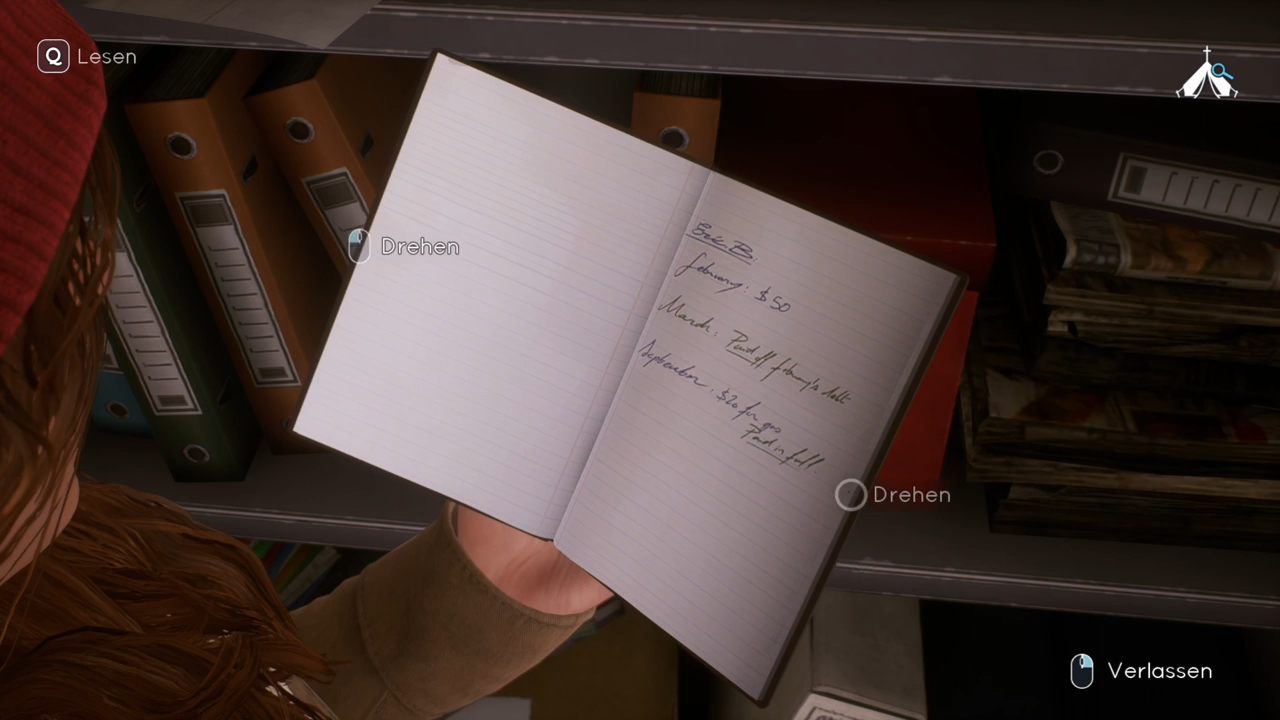 Q Lesen
Drehen
Eric B.
February: $50
March: Paid off february's debt
September: $20 for gas
Paid in full.
Drehen
Verlassen